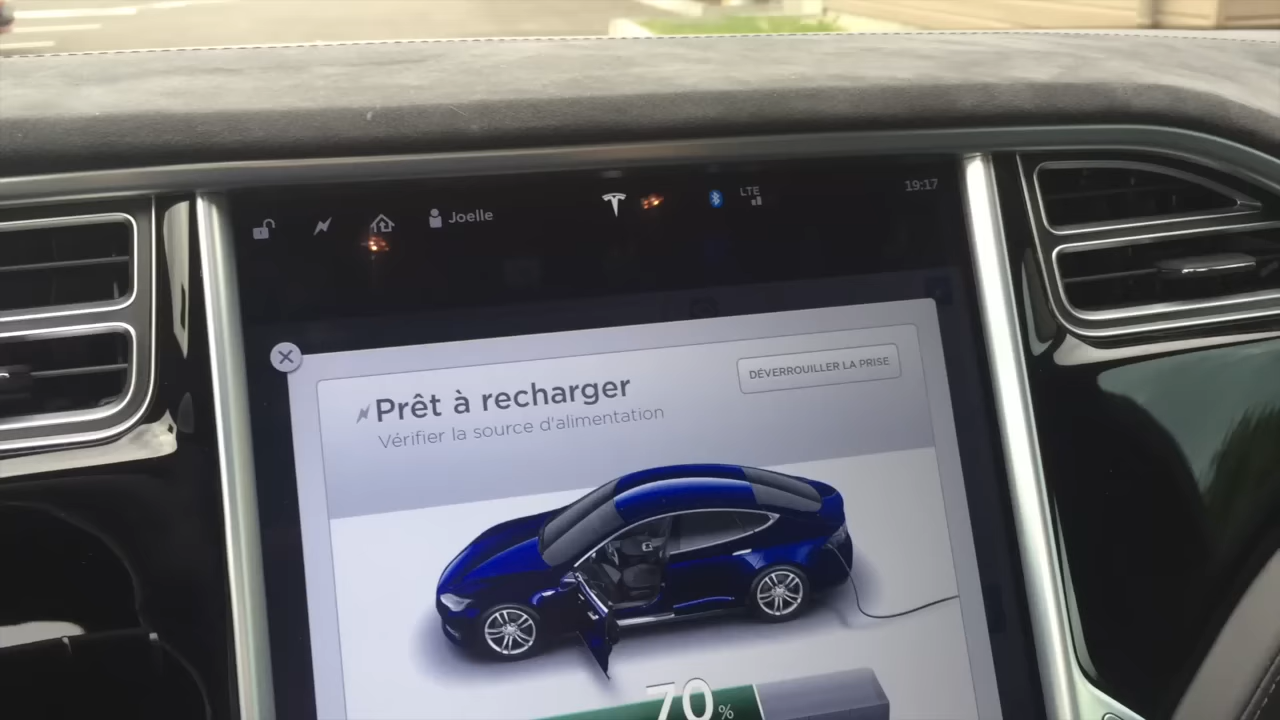 Joelle
LTE
19:17
Prêt à recharger
DÉVERROUILLER LA PRISE
Vérifier la source d'alimentation
70%